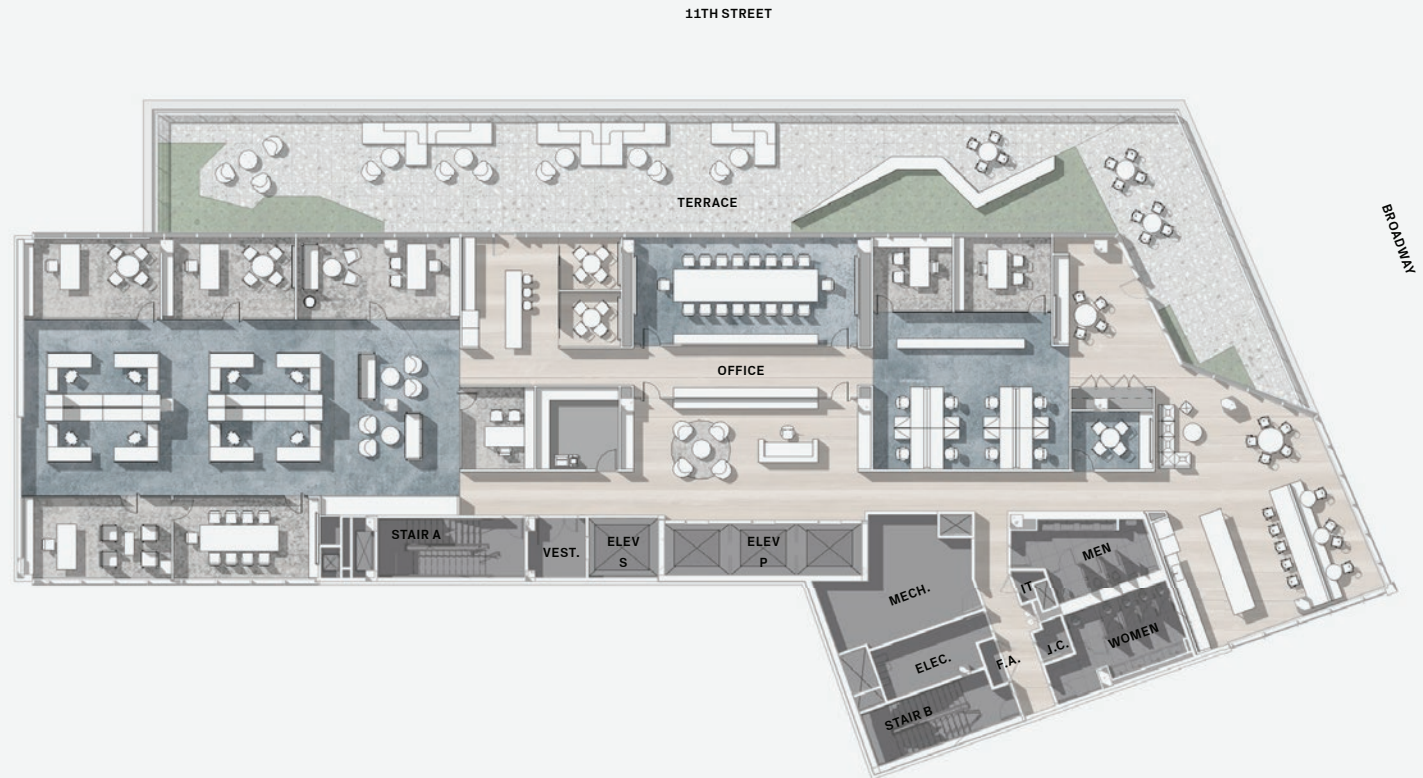 11TH STREET
BROADWAY
TERRACE
OFFICE
STAIR A
VEST.
ELEV
S
ELEV
P
MECH.
MEN
IT
ELEC.
F.A.
J.C.
WOMEN
STAIR B